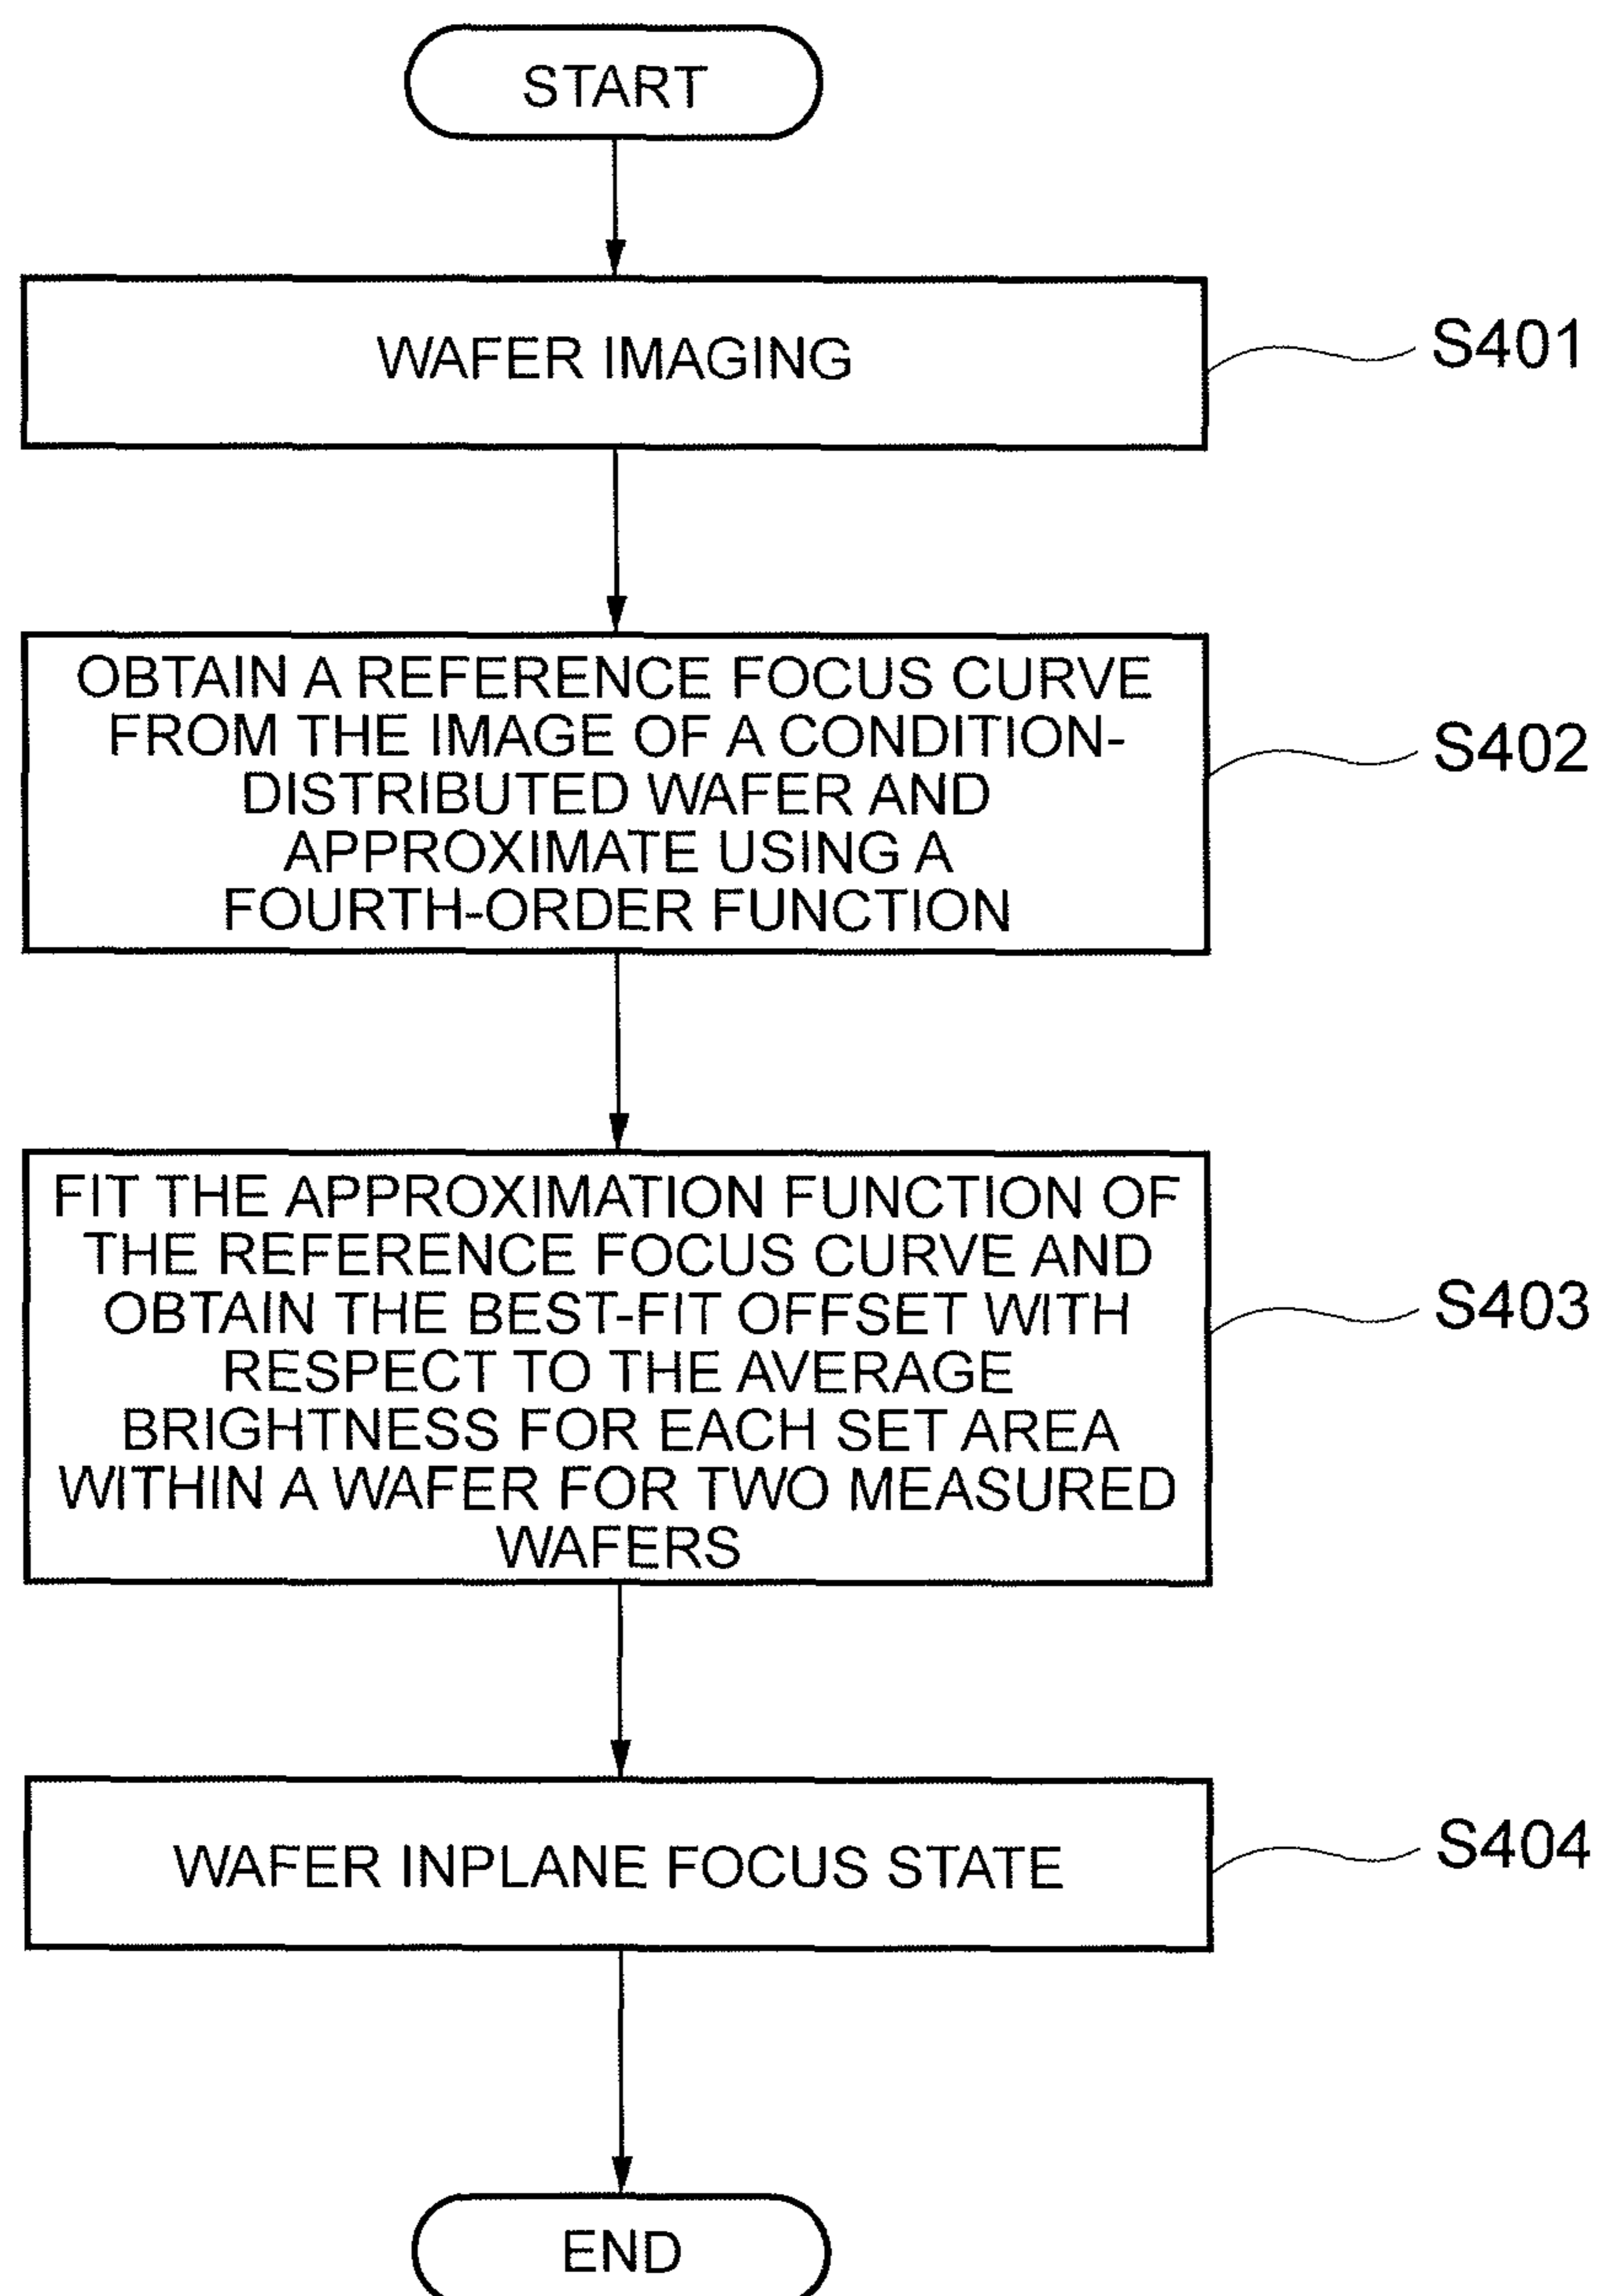 START
WAFER IMAGING
S401
OBTAIN A REFERENCE FOCUS CURVE
FROM THE IMAGE OF A CONDITION-
DISTRIBUTED WAFER AND
APPROXIMATE USING A
FOURTH-ORDER FUNCTION
S402
FIT THE APPROXIMATION FUNCTION OF
THE REFERENCE FOCUS CURVE AND
OBTAIN THE BEST-FIT OFFSET WITH
RESPECT TO THE AVERAGE
BRIGHTNESS FOR EACH SET AREA
WITHIN A WAFER FOR TWO MEASURED
WAFERS
S403
WAFER INPLANE FOCUS STATE
S404
END